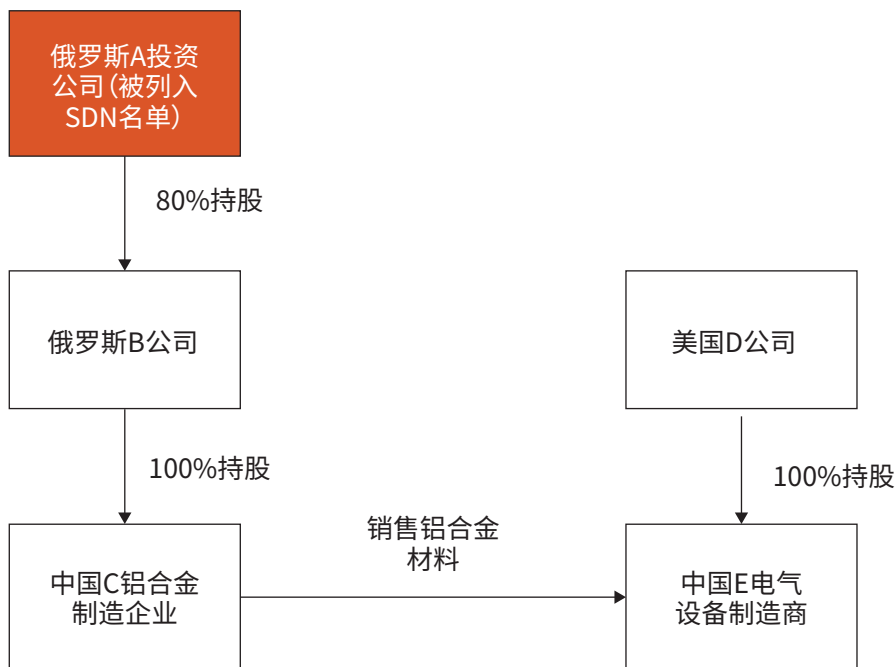 俄罗斯A投资
公司（被列入
SDN名单）
80%持股
俄罗斯B公司
美国D公司
100%持股
100%持股
销售铝合金
材料
中国C铝合金
制造企业
中国E电气
设备制造商